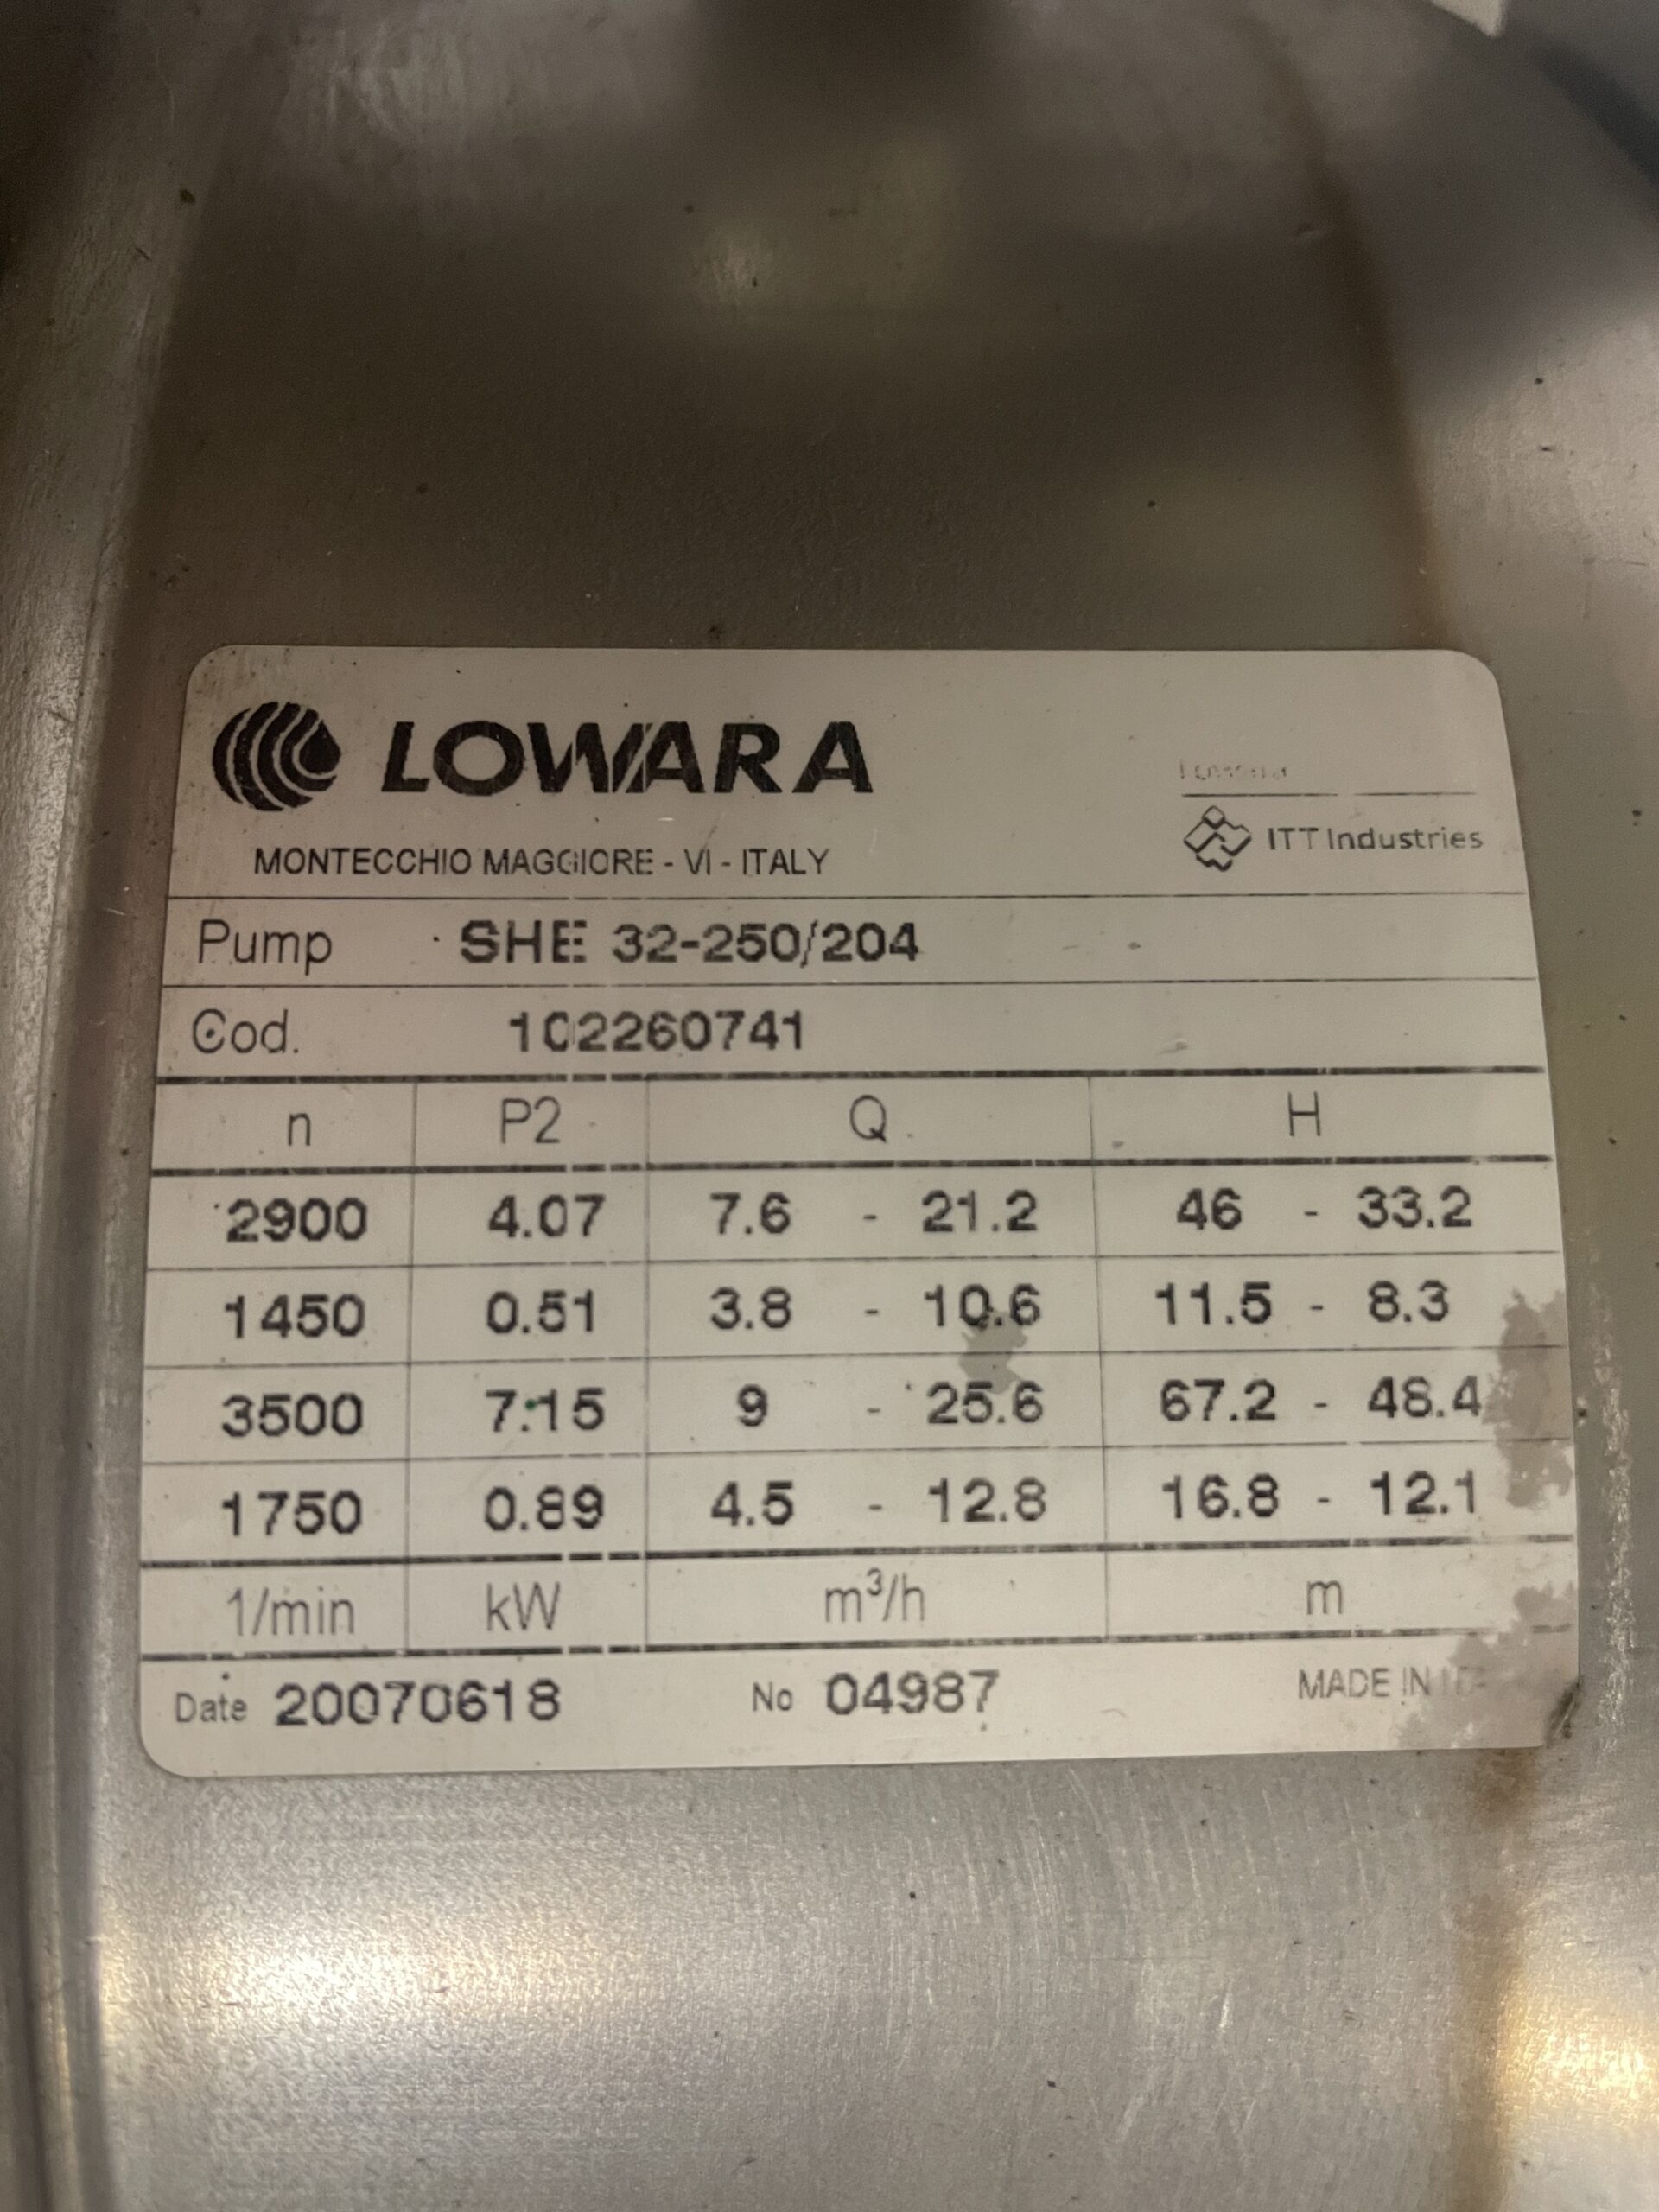 LOWARA
MONTECCHIO MAGGIORE - VI - ITALY
Lowara
ITT Industries
Pump SHE 32-250/204
Cod. 102260741
n P2 Q H
2900 4.07 7.6 - 21.2 46 - 33.2
1450 0.51 3.8 - 10.6 11.5 - 8.3
3500 7.15 9 - 25.6 67.2 - 48.4
1750 0.89 4.5 - 12.8 16.8 - 12.1
1/min kW m³/h m
Date 20070618 No 04987 MADE IN